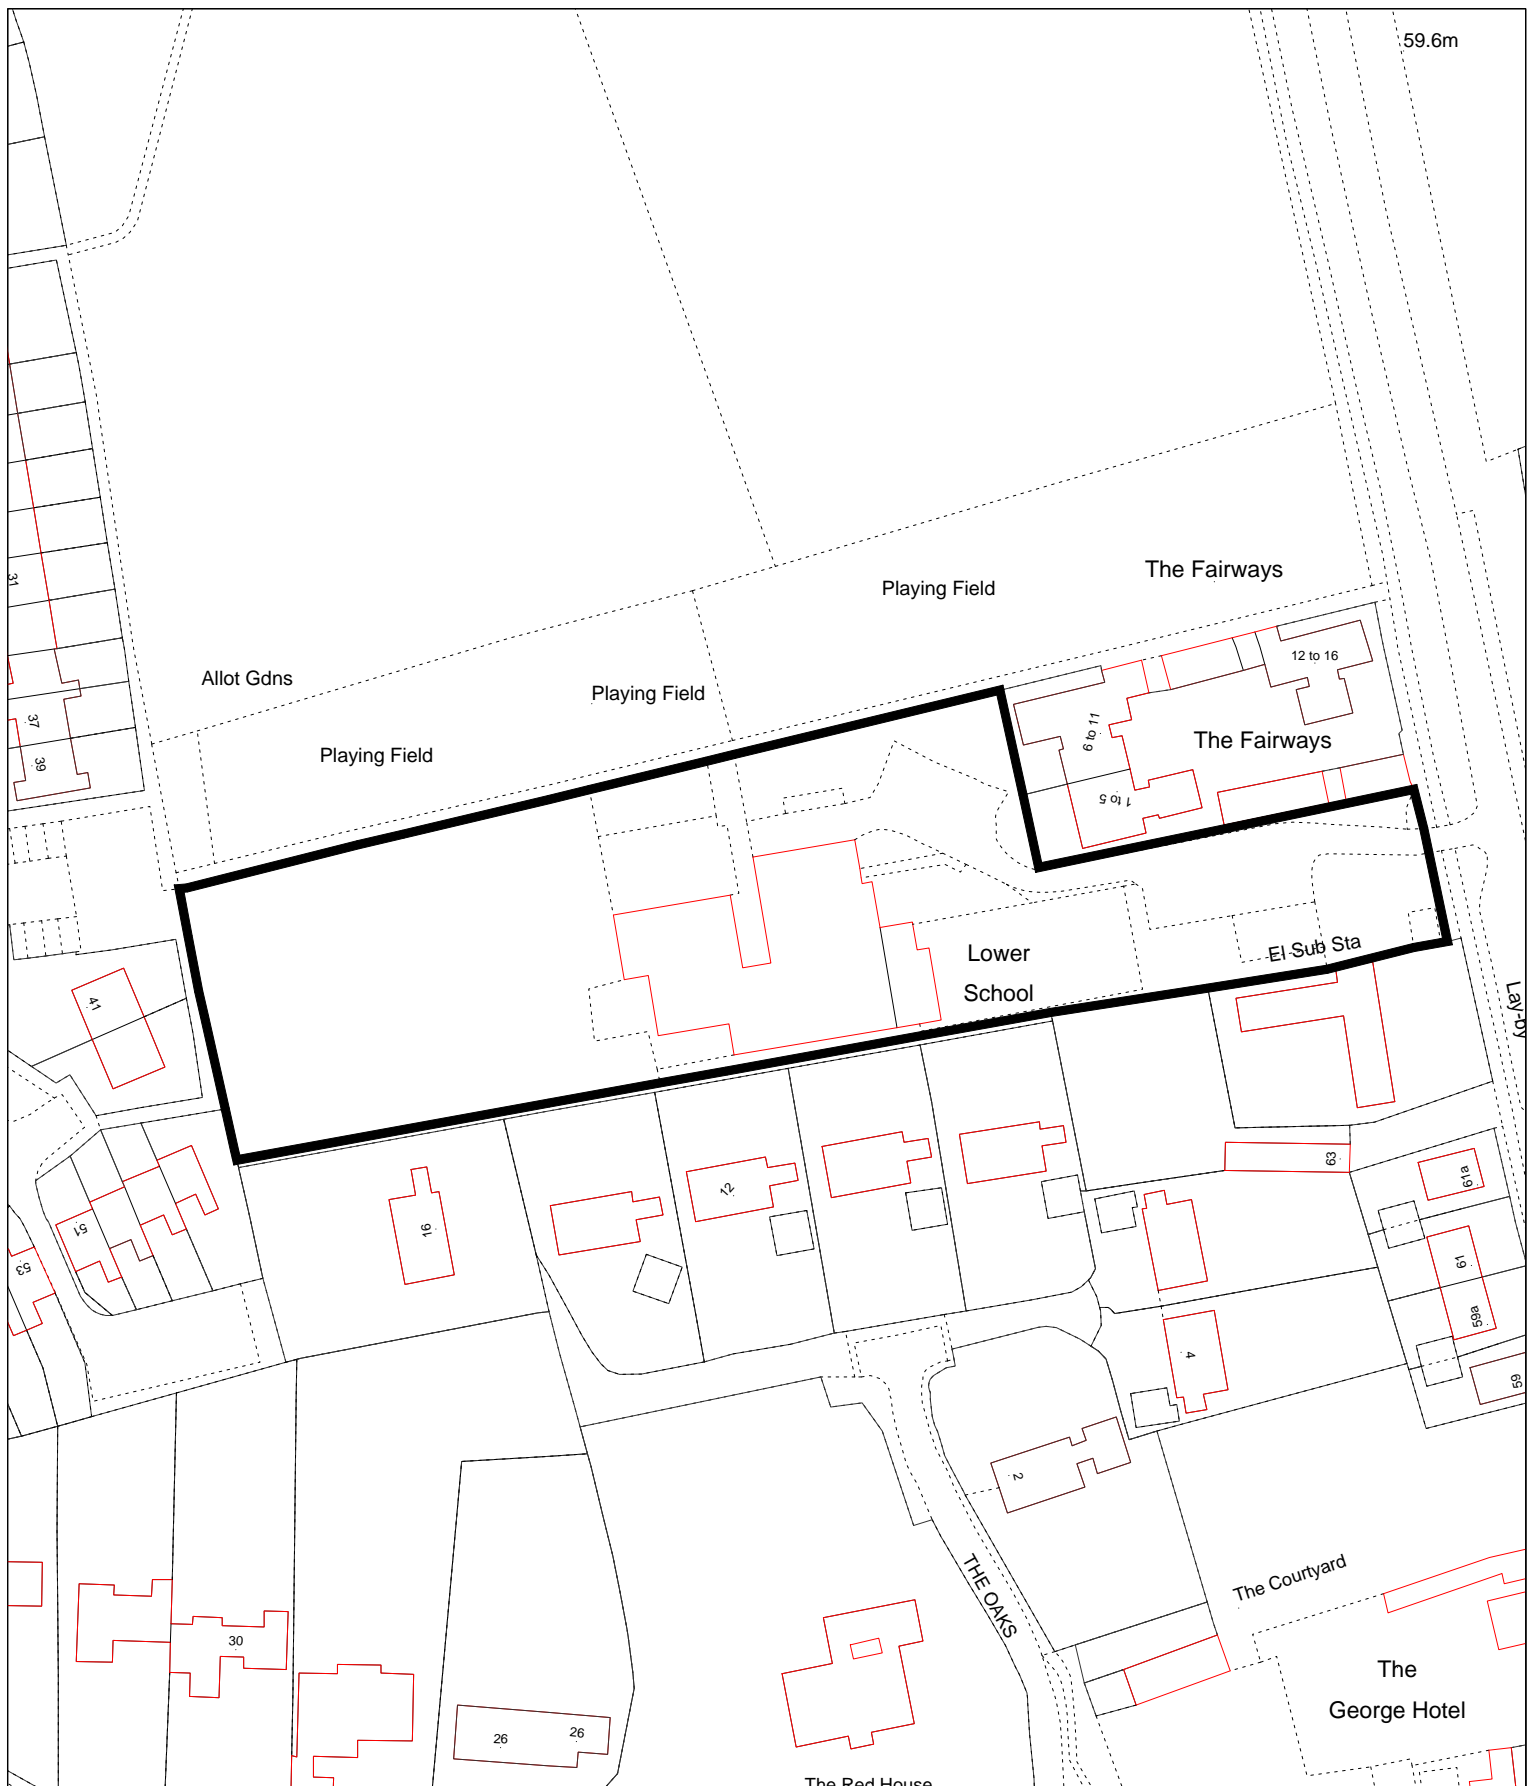 59.6m
The Fairways
Playing Field
31
12 to 16
Allot Gdns
Playing Field
37
6 to 11
The Fairways
Playing Field
39
1 to 5
El Sub Sta
Lower
School
41
Lay-by
63
61a
12
16
51
61
53
59a
4
59
2
THE OAKS
The Courtyard
30
The
George Hotel
26
26
The Red House